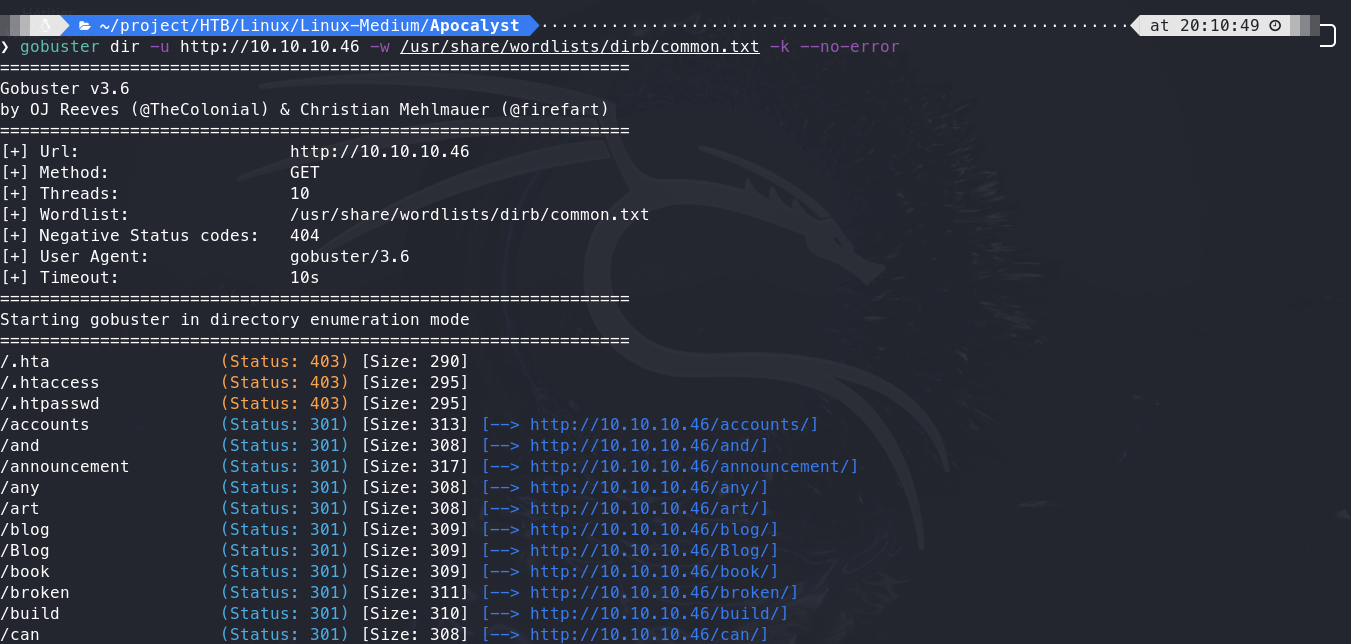 ~/project/HTB/Linux/Linux-Medium/Apocalyst at 20:10:49
❯ gobuster dir -u http://10.10.10.46 -w /usr/share/wordlists/dirb/common.txt -k --no-error
===============================================================
Gobuster v3.6
by OJ Reeves (@TheColonial) & Christian Mehlmauer (@firefart)
===============================================================
[+] Url: http://10.10.10.46
[+] Method: GET
[+] Threads: 10
[+] Wordlist: /usr/share/wordlists/dirb/common.txt
[+] Negative Status codes: 404
[+] User Agent: gobuster/3.6
[+] Timeout: 10s
===============================================================
Starting gobuster in directory enumeration mode
===============================================================
/.hta (Status: 403) [Size: 290]
/.htaccess (Status: 403) [Size: 295]
/.htpasswd (Status: 403) [Size: 295]
/accounts (Status: 301) [Size: 313] [--> http://10.10.10.46/accounts/]
/and (Status: 301) [Size: 308] [--> http://10.10.10.46/and/]
/announcement (Status: 301) [Size: 317] [--> http://10.10.10.46/announcement/]
/any (Status: 301) [Size: 308] [--> http://10.10.10.46/any/]
/art (Status: 301) [Size: 308] [--> http://10.10.10.46/art/]
/blog (Status: 301) [Size: 309] [--> http://10.10.10.46/blog/]
/Blog (Status: 301) [Size: 309] [--> http://10.10.10.46/Blog/]
/book (Status: 301) [Size: 309] [--> http://10.10.10.46/book/]
/broken (Status: 301) [Size: 311] [--> http://10.10.10.46/broken/]
/build (Status: 301) [Size: 310] [--> http://10.10.10.46/build/]
/can (Status: 301) [Size: 308] [--> http://10.10.10.46/can/]